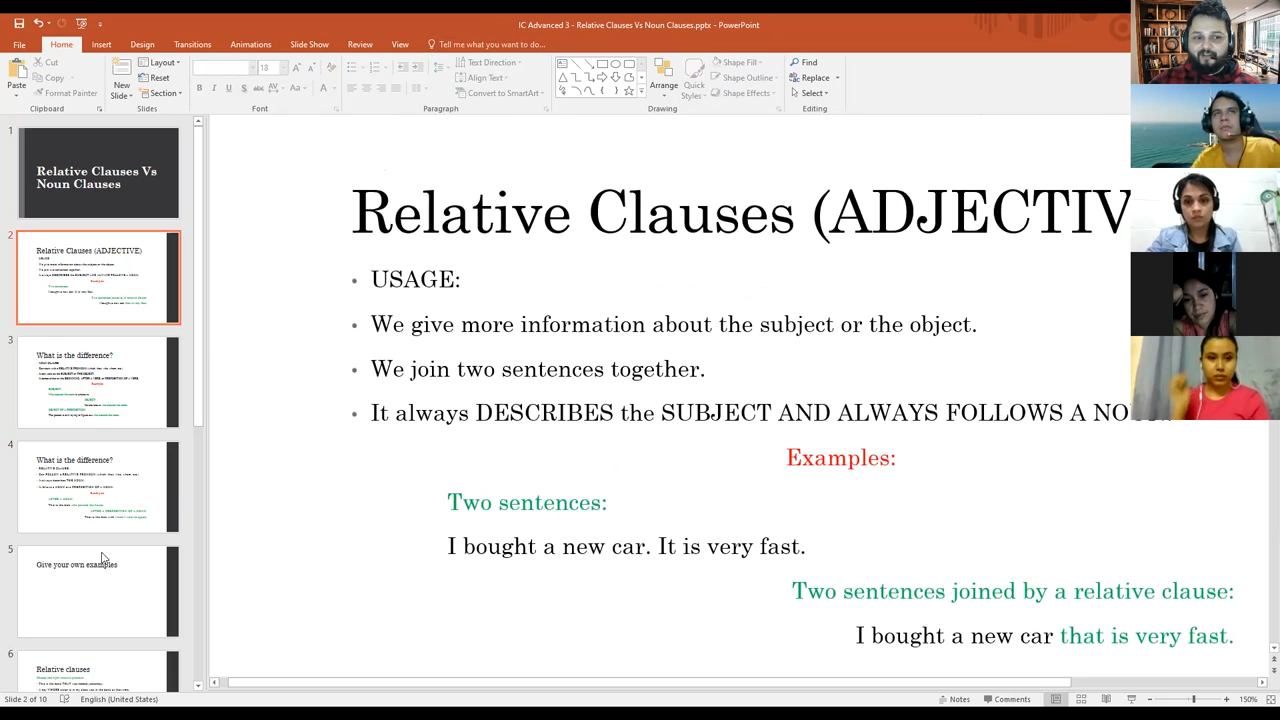 IC Advanced 3 - Relative Clauses Vs Noun Clauses.pptx - PowerPoint
File Home Insert Design Transitions Animations Slide Show Review View Tell me what you want to do...
Paste
Cut
Copy
Format Painter
Clipboard
New Slide
Layout
Reset
Section
Slides
18
Font
Text Direction
Align Text
Convert to SmartArt
Paragraph
Arrange
Quick Styles
Shape Fill
Shape Outline
Shape Effects
Drawing
Find
Replace
Select
Editing
1
Relative Clauses Vs
Noun Clauses
2
Relative Clauses (ADJECTIVE)
3
What is the difference?
4
What is the difference?
5
Give your own examples
6
Relative clauses
Relative Clauses (ADJECTIV
• USAGE:
• We give more information about the subject or the object.
• We join two sentences together.
• It always DESCRIBES the SUBJECT AND ALWAYS FOLLOWS A
Examples:
Two sentences:
I bought a new car. It is very fast.
Two sentences joined by a relative clause:
I bought a new car that is very fast.
Slide 2 of 10 English (United States) Notes Comments 150%